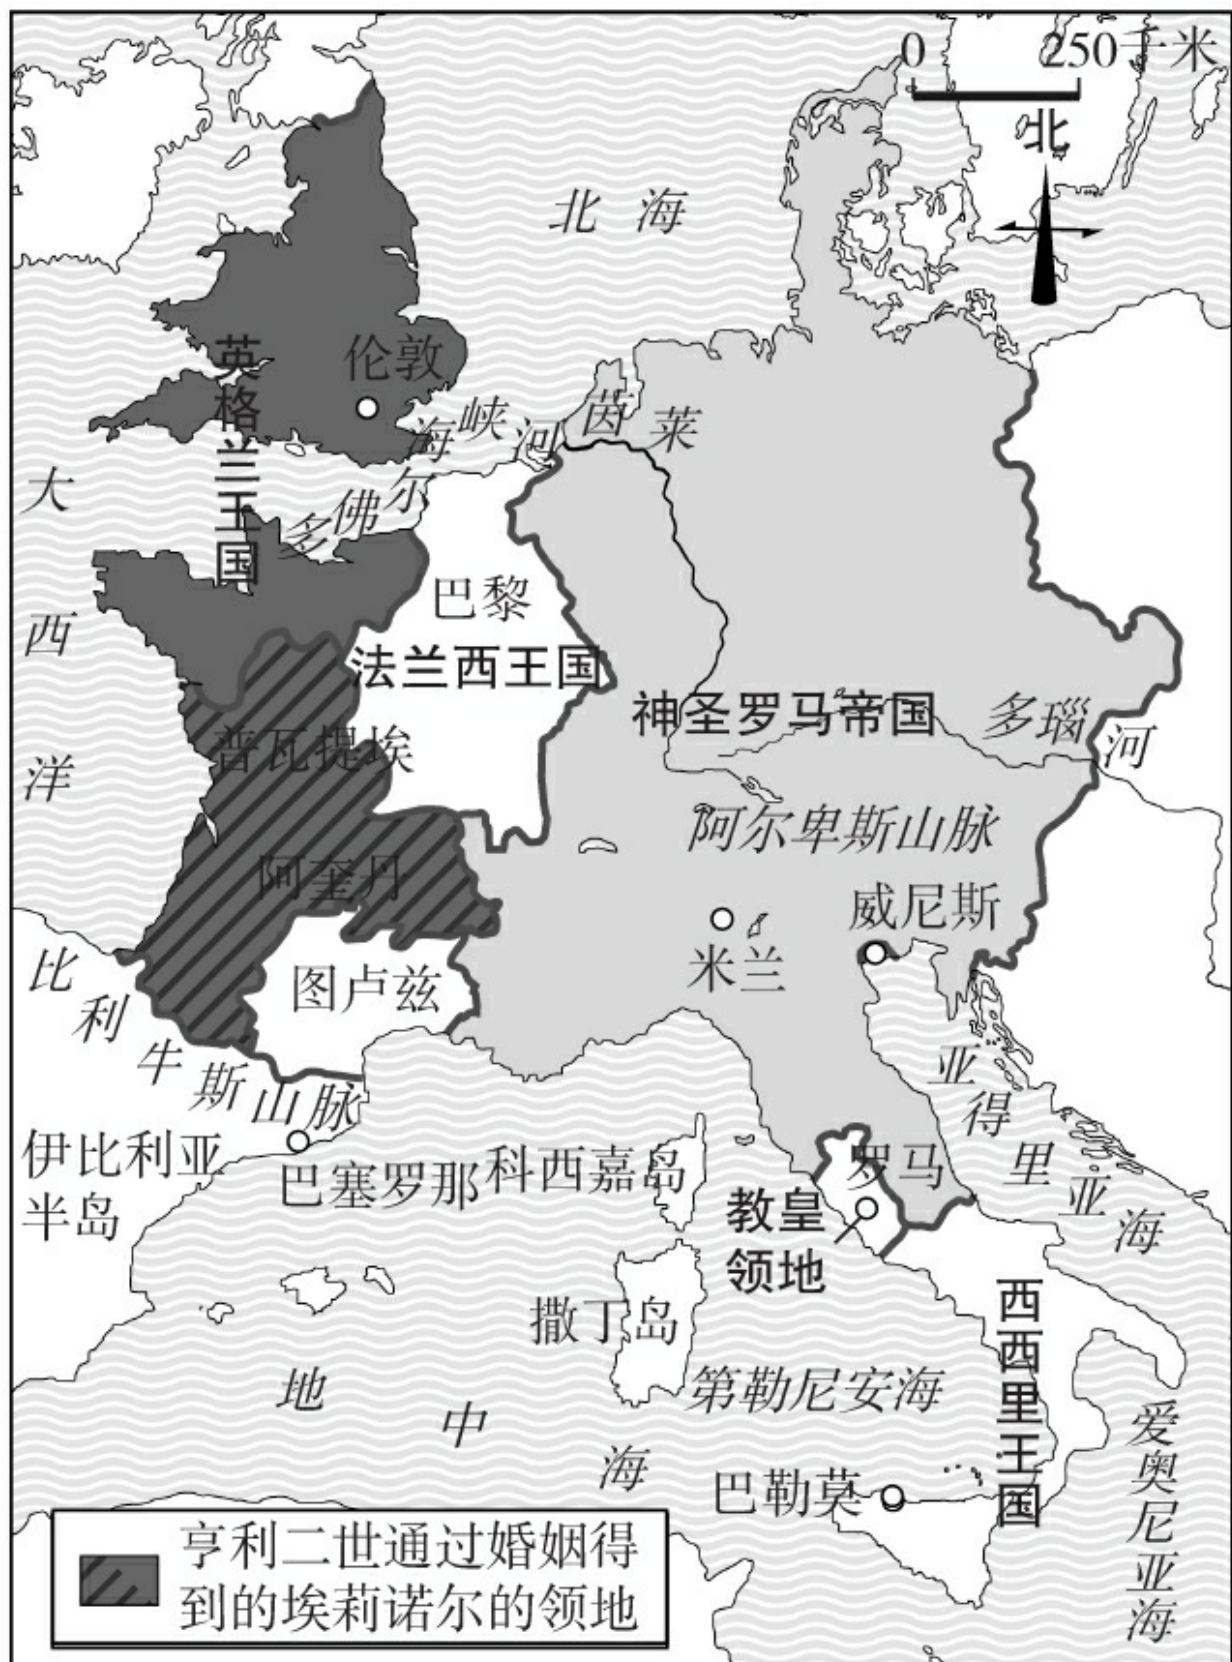 0 250千米
北
北海
英格兰王国
伦敦
多佛尔海峡
莱茵河
大西洋
巴黎
法兰西王国
神圣罗马帝国
多瑙河
普瓦提埃
阿尔卑斯山脉
阿奎丹
威尼斯
米兰
图卢兹
比利牛斯山脉
亚得里亚海
伊比利亚
半岛
巴塞罗那
科西嘉岛
罗马
教皇
领地
撒丁岛
西西里王国
地中海
第勒尼安海
爱奥尼亚海
巴勒莫
亨利二世通过婚姻得
到的埃莉诺尔的领地